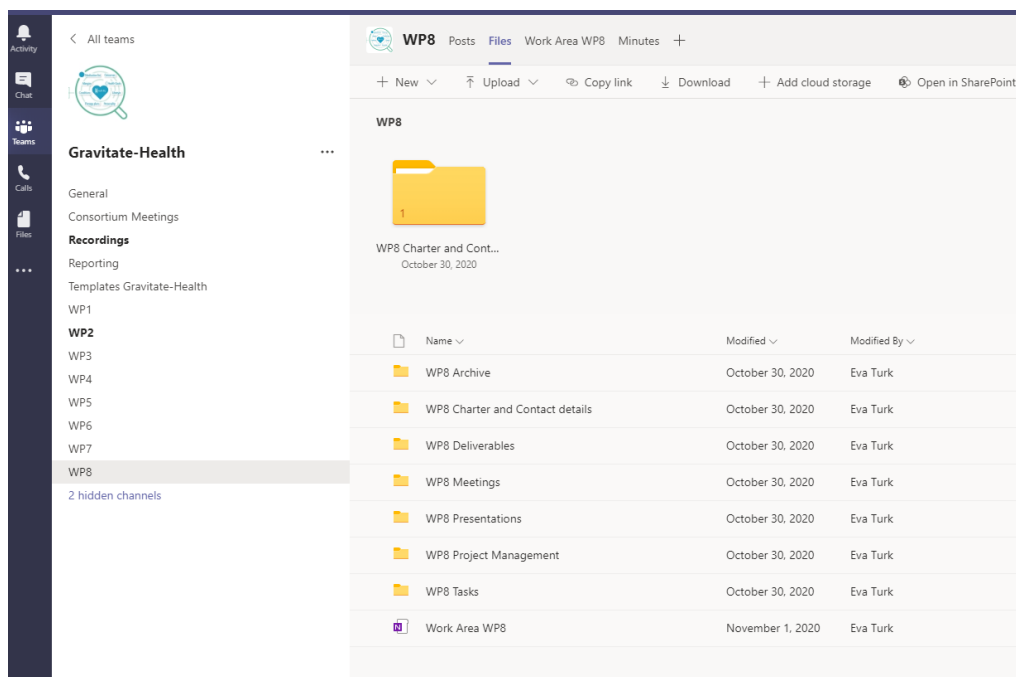 Activity
Chat
Teams
Calls
Files
All teams
Gravitate-Health
General
Consortium Meetings
Recordings
Reporting
Templates Gravitate-Health
WP1
WP2
WP3
WP4
WP5
WP6
WP7
WP8
2 hidden channels
WP8 Posts Files Work Area WP8 Minutes
New Upload Copy link Download Add cloud storage Open in SharePoint
WP8
1
WP8 Charter and Cont...
October 30, 2020
Name Modified Modified By
WP8 Archive October 30, 2020 Eva Turk
WP8 Charter and Contact details October 30, 2020 Eva Turk
WP8 Deliverables October 30, 2020 Eva Turk
WP8 Meetings October 30, 2020 Eva Turk
WP8 Presentations October 30, 2020 Eva Turk
WP8 Project Management October 30, 2020 Eva Turk
WP8 Tasks October 30, 2020 Eva Turk
Work Area WP8 November 1, 2020 Eva Turk